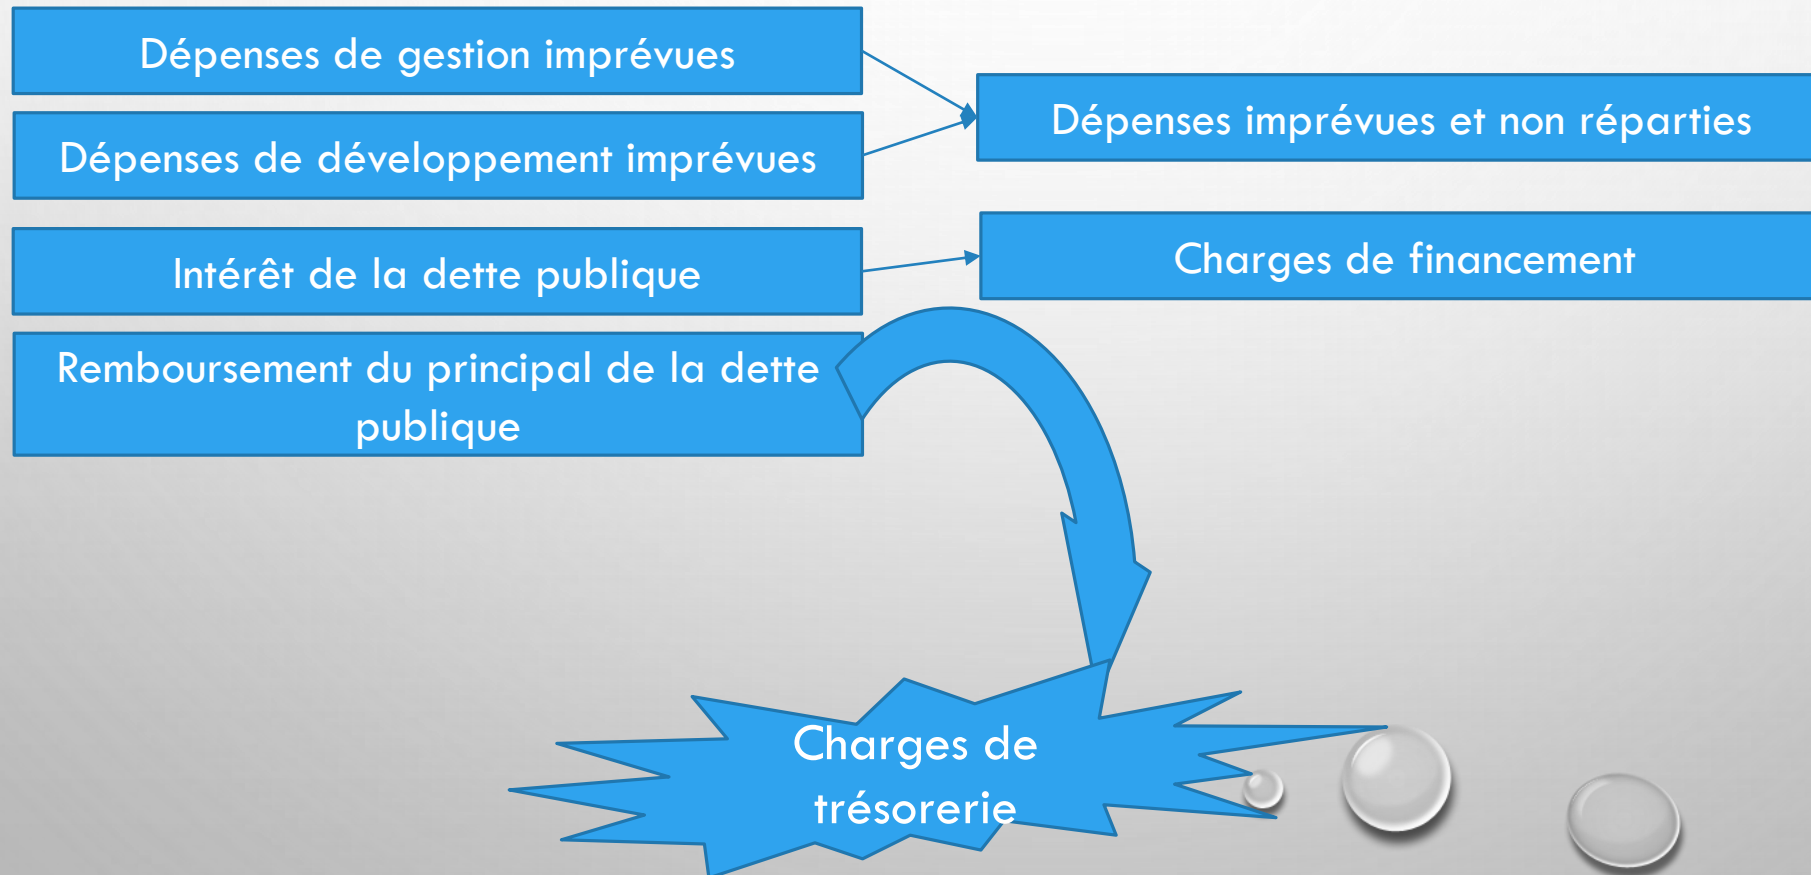 Dépenses de gestion imprévues
Dépenses de développement imprévues
Dépenses imprévues et non réparties
Intérêt de la dette publique
Charges de financement
Remboursement du principal de la dette
publique
Charges de
trésorerie